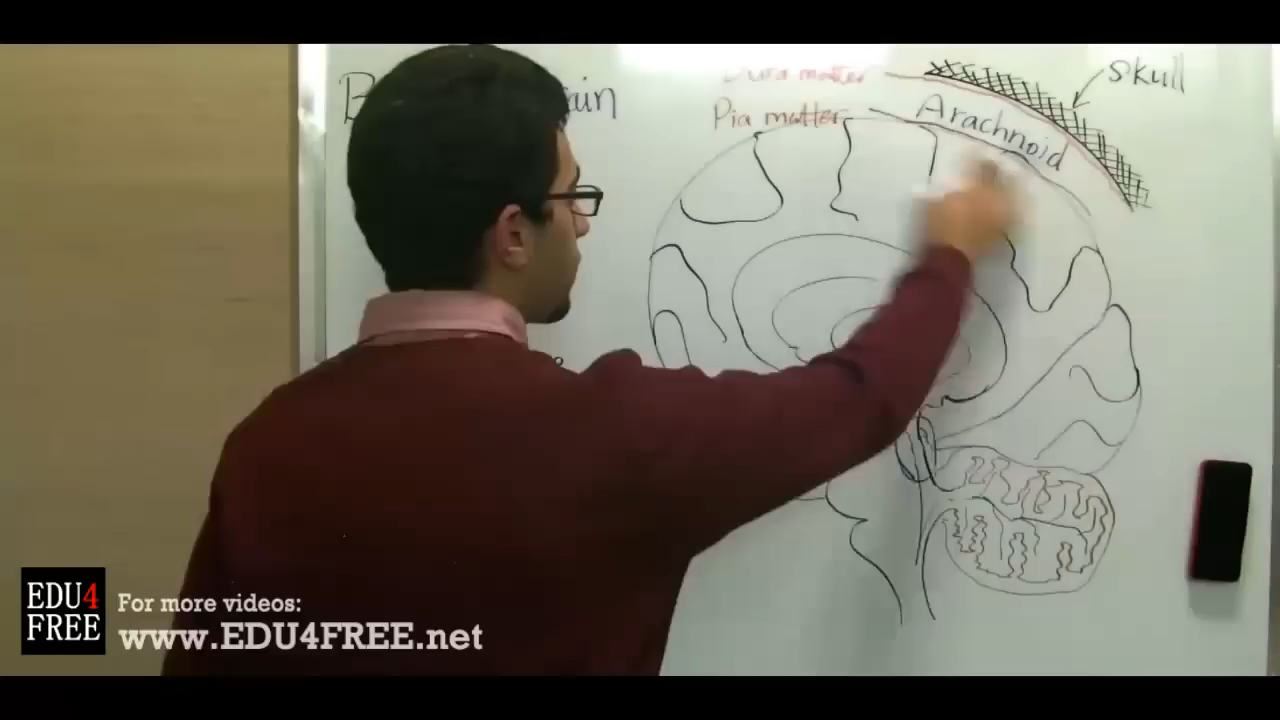 skull
Dura matter
Pia matter
Arachnoid
EDU4
FREE
For more videos:
www.EDU4FREE.net